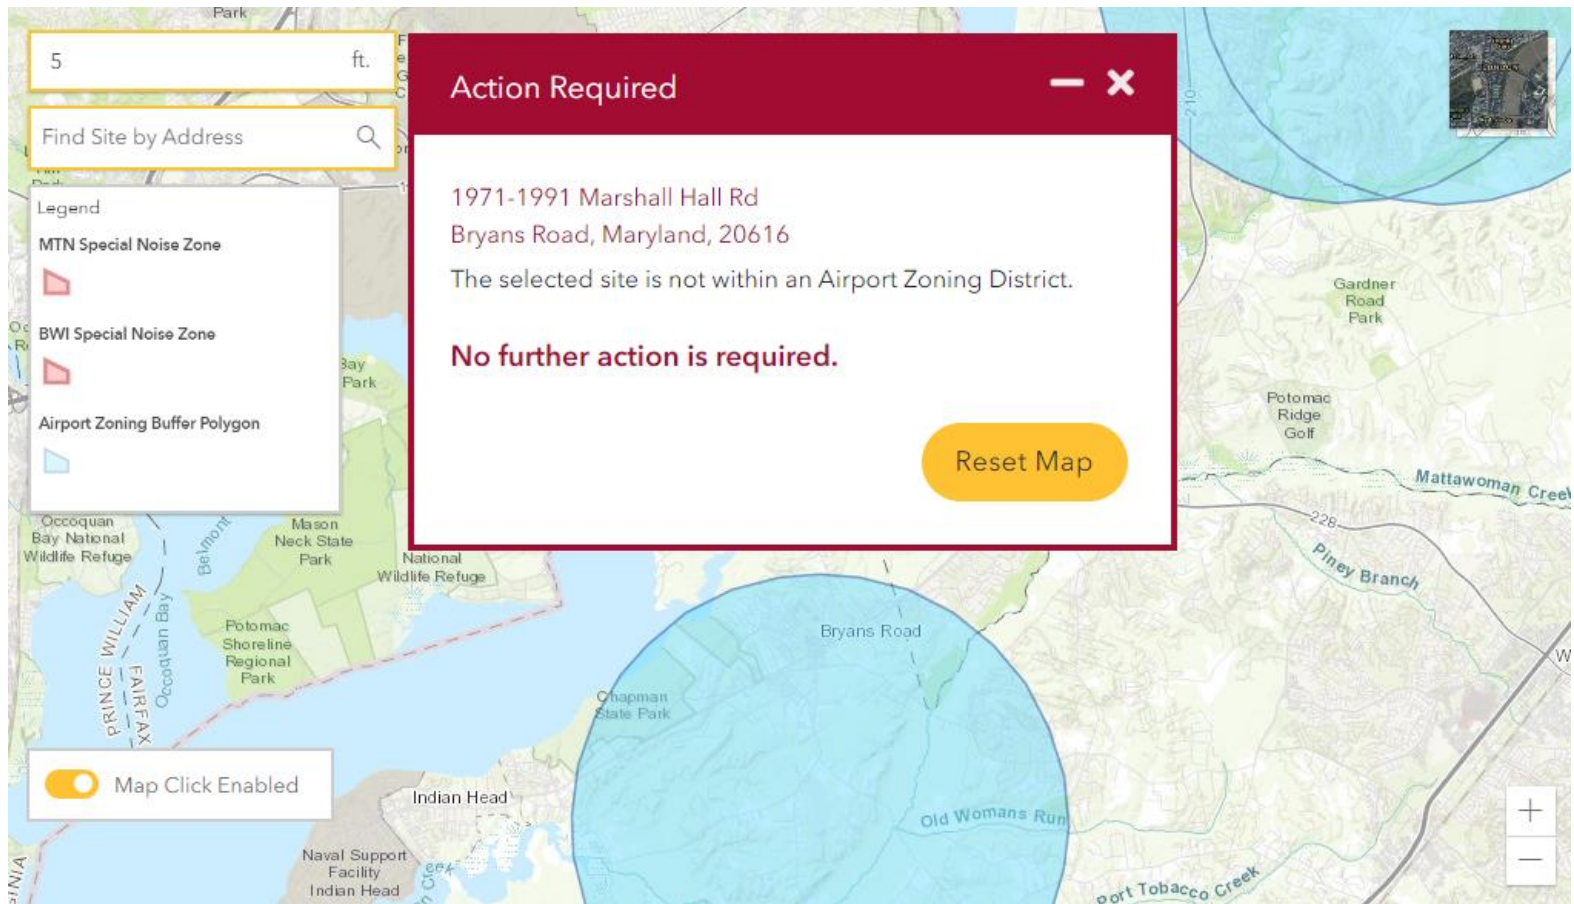 Park
5 ft.
Find Site by Address
Legend
MTN Special Noise Zone
BWI Special Noise Zone
Airport Zoning Buffer Polygon
Action Required
1971-1991 Marshall Hall Rd
Bryans Road, Maryland, 20616
The selected site is not within an Airport Zoning District.
No further action is required.
Reset Map
210
Gardner
Road
Park
Potomac
Ridge
Golf
Mattawoman Creek
228
Piney Branch
Bay
Park
Occoquan
Bay National
Wildlife Refuge
Belmont
Mason
Neck State
Park
National
Wildlife Refuge
PRINCE WILLIAM
FAIRFAX
Occoquan Bay
Potomac
Shoreline
Regional
Park
Bryans Road
Chapman
State Park
Map Click Enabled
Indian Head
Old Womans Run
Naval Support
Facility
Indian Head
Port Tobacco Creek